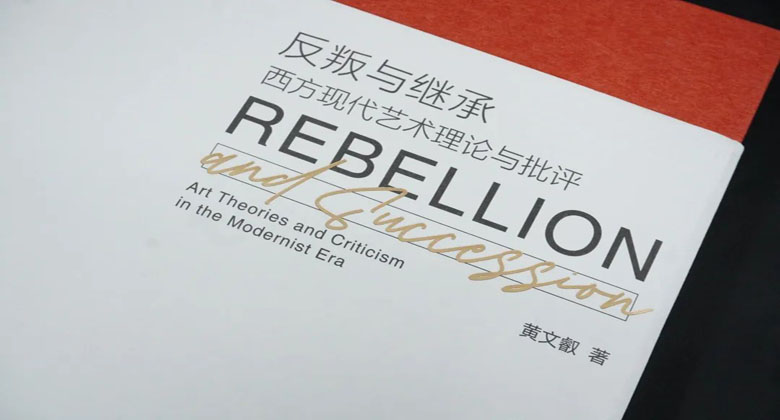 反叛与继承
西方现代艺术理论与批评
REBELLION
and Succession
Art Theories and Criticism
in the Modernist Era
黄文叡 著